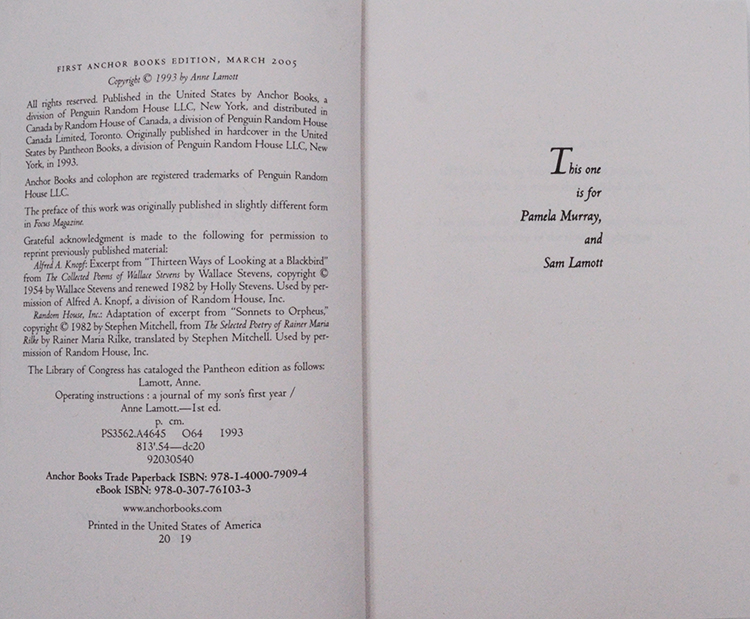 FIRST ANCHOR BOOKS EDITION, MARCH 2005
Copyright © 1993 by Anne Lamott
All rights reserved. Published in the United States by Anchor Books, a
division of Penguin Random House LLC, New York, and distributed in
Canada by Random House of Canada, a division of Penguin Random House
Canada Limited, Toronto. Originally published in hardcover in the United
States by Pantheon Books, a division of Penguin Random House LLC, New
York, in 1993.
Anchor Books and colophon are registered trademarks of Penguin Random
House LLC.
The preface of this work was originally published in slightly different form
in Focus Magazine.
Grateful acknowledgment is made to the following for permission to
reprint previously published material:
Alfred A. Knopf: Excerpt from "Thirteen Ways of Looking at a Blackbird"
from The Collected Poems of Wallace Stevens by Wallace Stevens, copyright ©
1954 by Wallace Stevens and renewed 1982 by Holly Stevens. Used by per-
mission of Alfred A. Knopf, a division of Random House, Inc.
Random House, Inc.: Adaptation of excerpt from "Sonnets to Orpheus,"
copyright © 1982 by Stephen Mitchell, from The Selected Poetry of Rainer Maria
Rilke by Rainer Maria Rilke, translated by Stephen Mitchell. Used by per-
mission of Random House, Inc.
The Library of Congress has cataloged the Pantheon edition as follows:
Lamott, Anne.
Operating instructions : a journal of my son's first year /
Anne Lamott.—1st ed.
p. cm.
PS3562.A4645 O64 1993
813'.54—dc20
92030540
Anchor Books Trade Paperback ISBN: 978-1-4000-7909-4
eBook ISBN: 978-0-307-76103-3
www.anchorbooks.com
Printed in the United States of America
20 19
This one
is for
Pamela Murray,
and
Sam Lamott